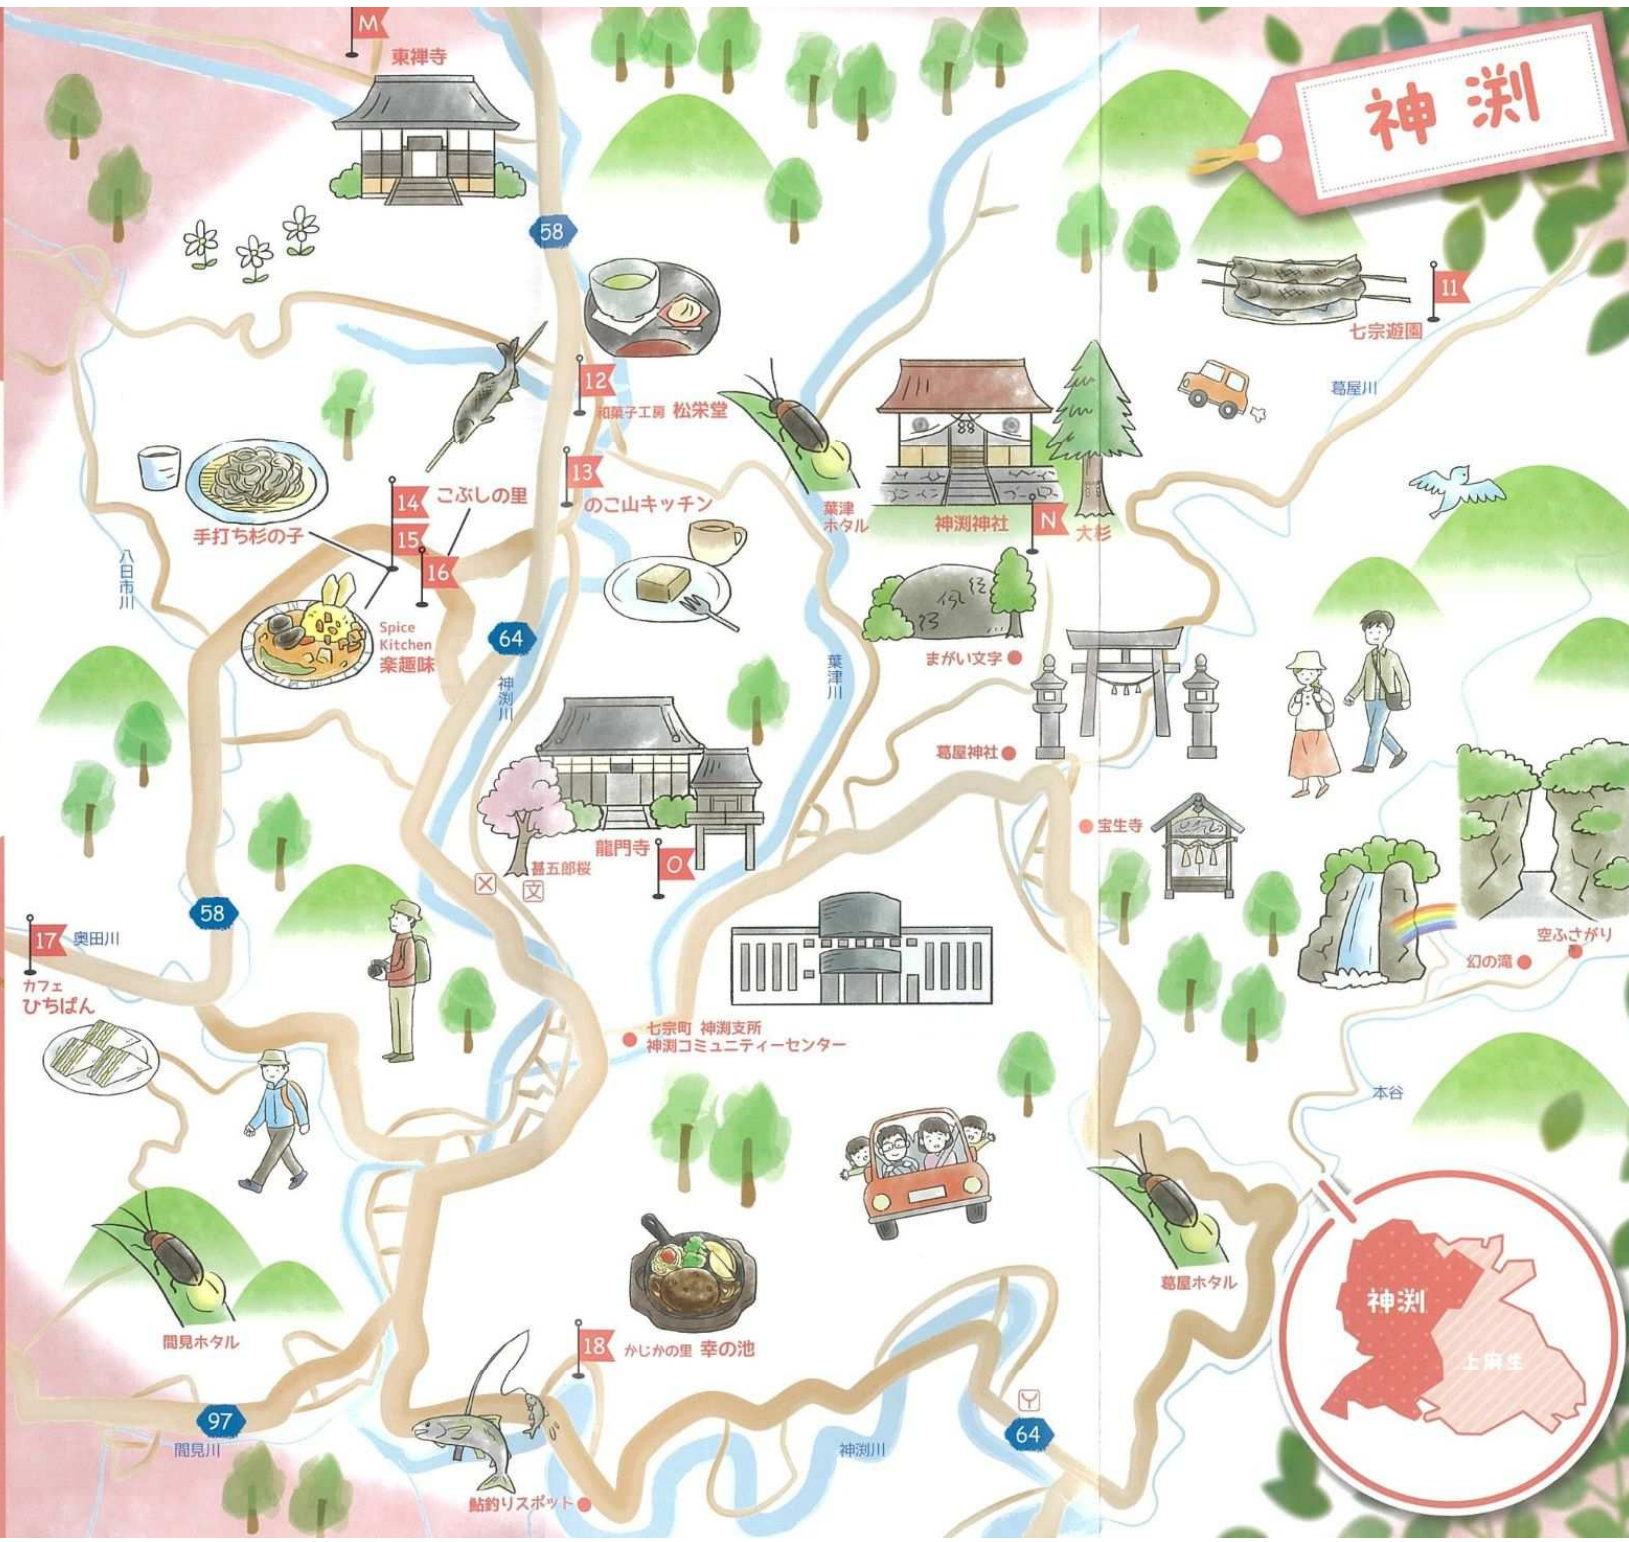 M
東禅寺
神渕
58
11
七宗遊園
葛屋川
12
和菓子工房 松栄堂
13
のこ山キッチン
14
こぶしの里
15
手打ち杉の子
16
Spice
Kitchen
楽趣味
八日市川
葉津
ホタル
神渕神社
N
大杉
まがい文字
64
神渕川
葉津川
葛屋神社
宝生寺
龍門寺
甚五郎桜
O
文
58
17
奥田川
カフェ
ひちぱん
空ふさがり
幻の滝
七宗町 神渕支所
神渕コミュニティーセンター
本谷
葛屋ホタル
間見ホタル
18
かじかの里 幸の池
神渕
上麻生
97
間見川
64
神渕川
鮎釣りスポット